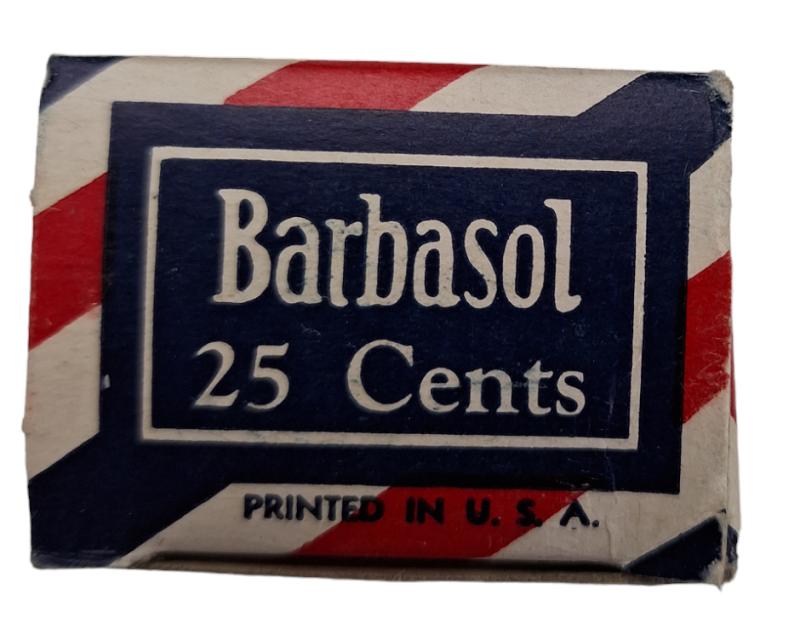 Barbasol
25 Cents
PRINTED IN U. S. A.